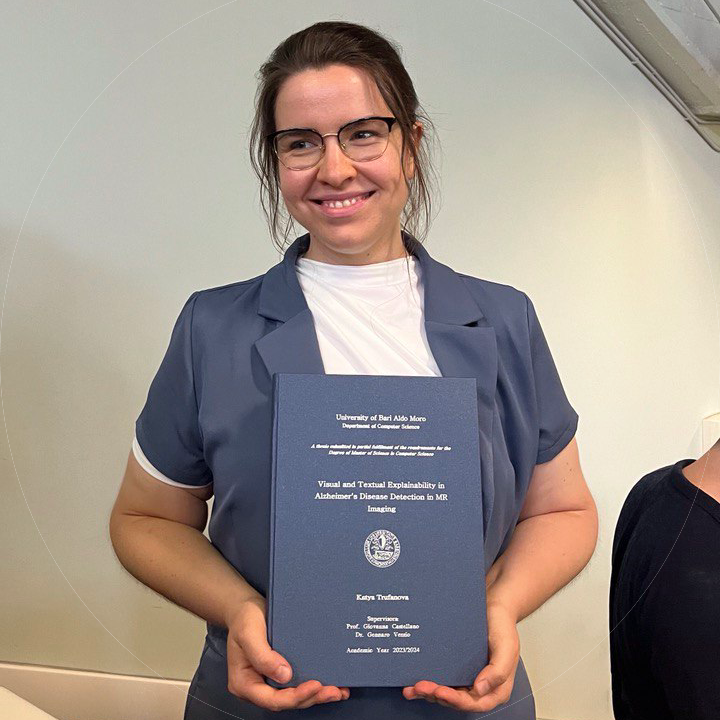 University of Bari Aldo Moro
Department of Computer Science
A thesis submitted in partial fulfillment of the requirements for the
Degree of Master of Science in Computer Science
Visual and Textual Explainability in
Alzheimer's Disease Detection in MR
Imaging
Katya Trufanova
Supervisors
Prof. Giovanna Castellano
Dr. Gennaro Vessio
Academic Year 2023/2024